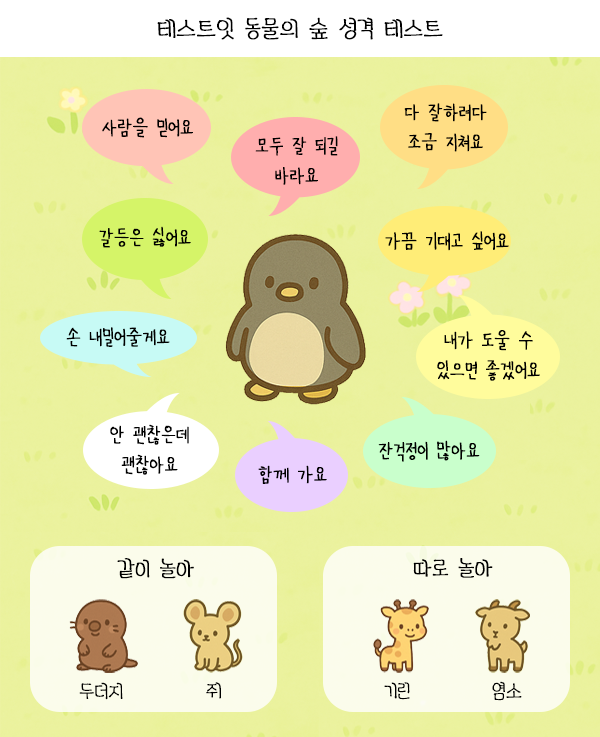 테스트잇 동물의 숲 성격 테스트
사람을 믿어요
모두 잘 되길
바라요
다 잘하려다
조금 지쳐요
갈등은 싫어요
가끔 기대고 싶어요
손 내밀어줄게요
내가 도울 수
있으면 좋겠어요
안 괜찮은데
괜찮아요
함께 가요
잔걱정이 많아요
같이 놀아
두더지
쥐
따로 놀아
기린
염소